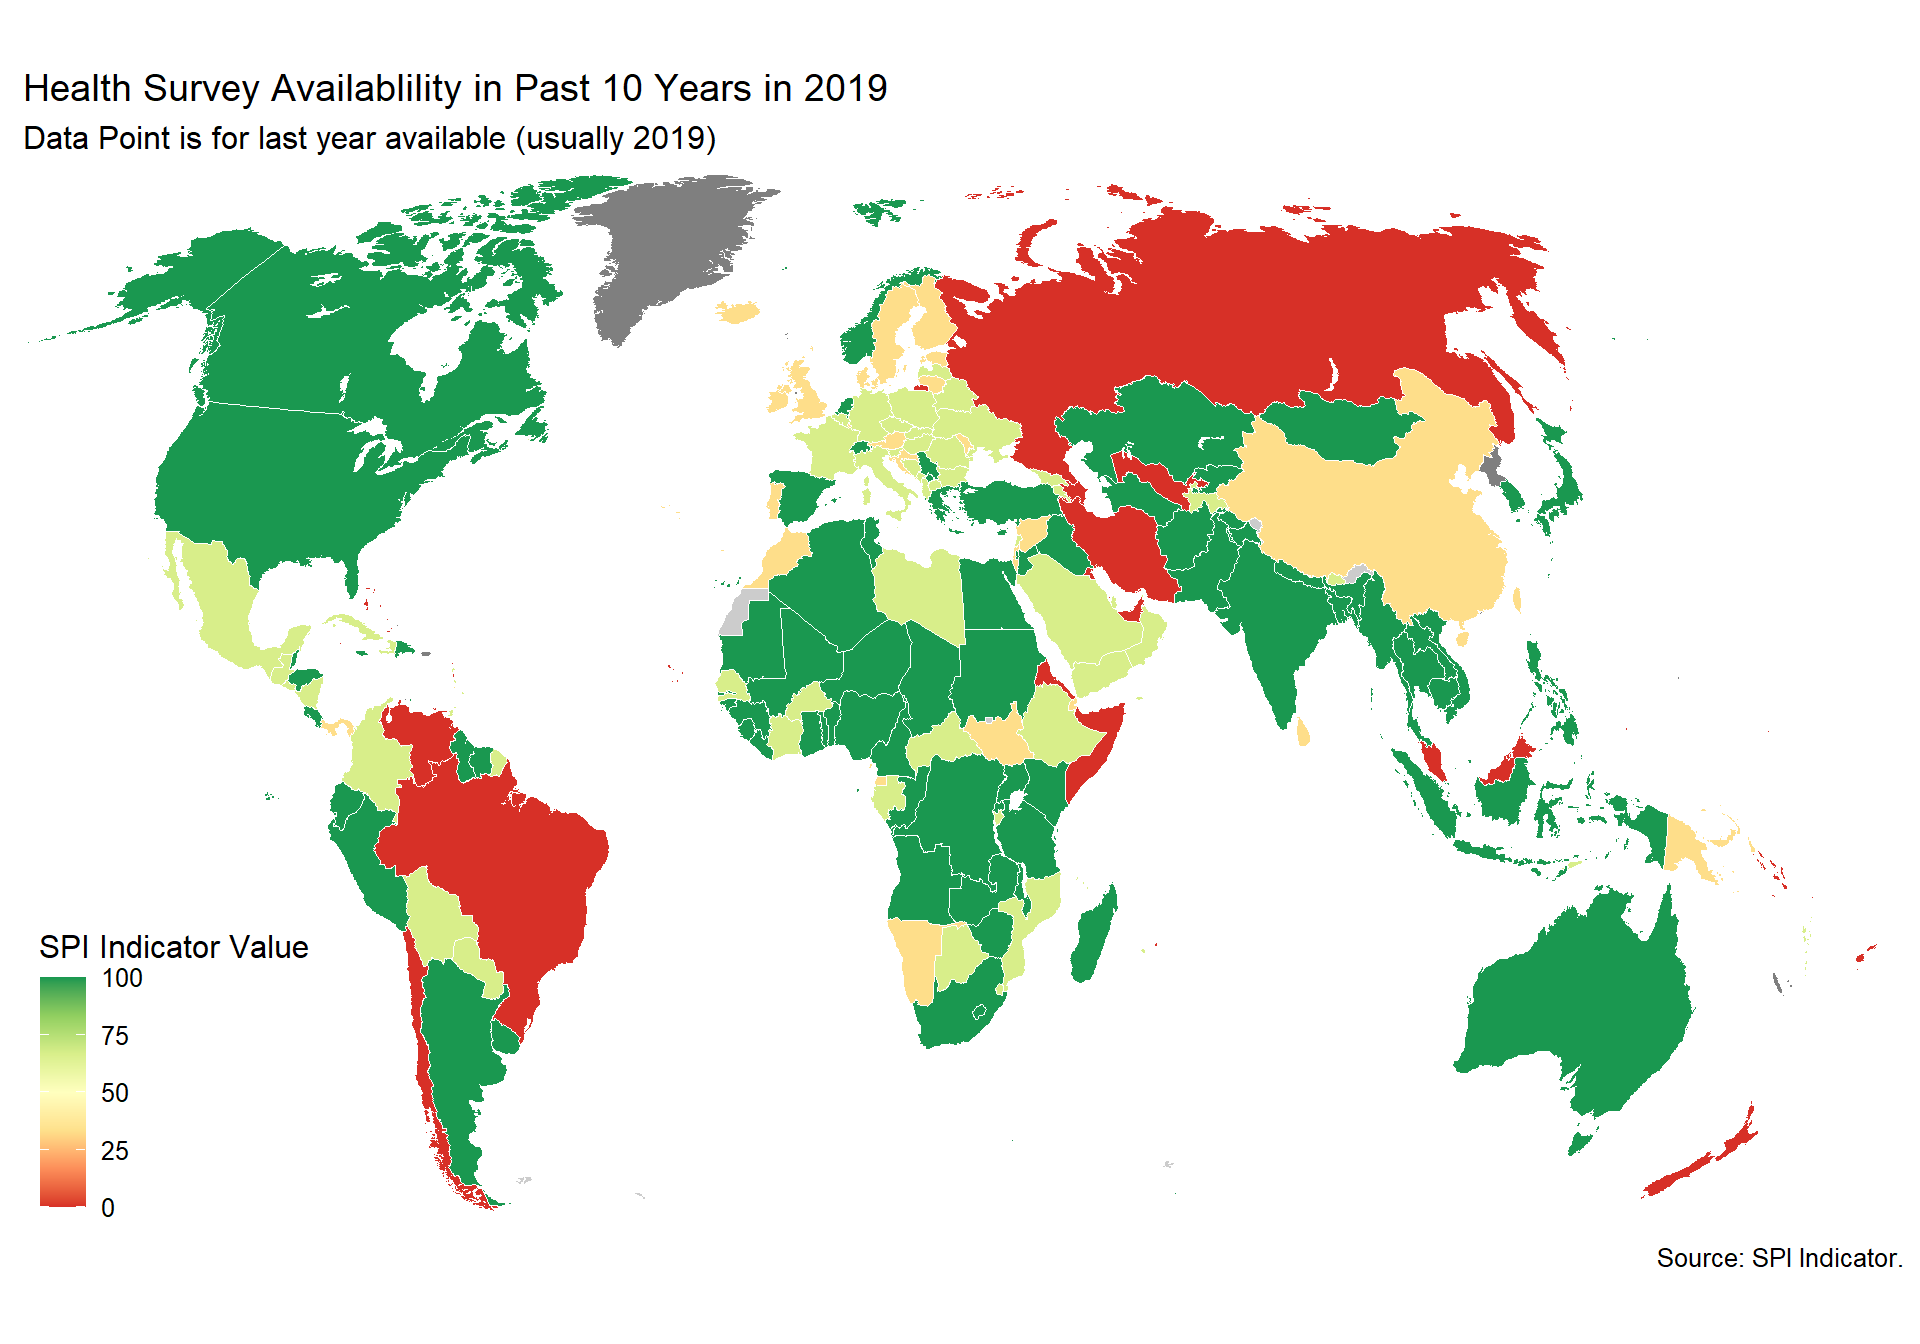 Health Survey Availablility in Past 10 Years in 2019
Data Point is for last year available (usually 2019)
SPI Indicator Value
100
75
50
25
0
Source: SPI Indicator.